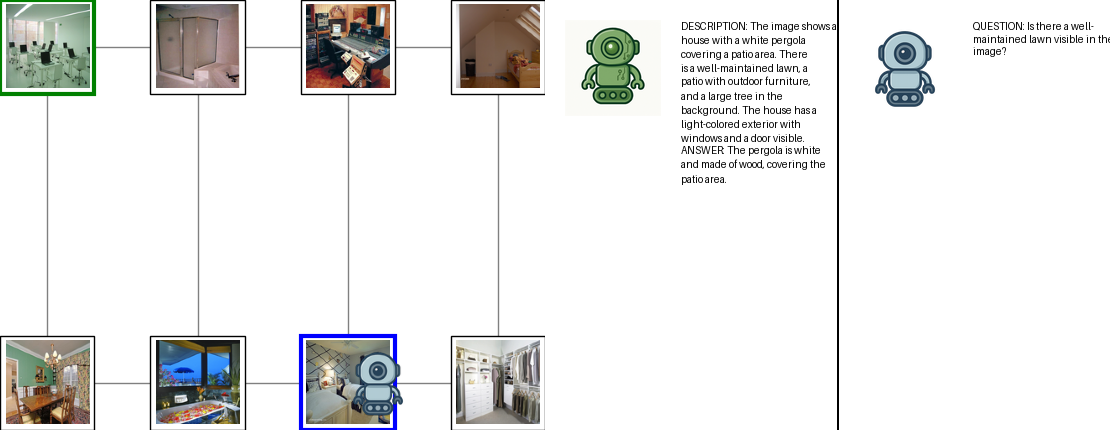 DESCRIPTION: The image shows a
house with a white pergola
covering a patio area. There
is a well-maintained lawn, a
patio with outdoor furniture,
and a large tree in the
background. The house has a
light-colored exterior with
windows and a door visible.
ANSWER: The pergola is white
and made of wood, covering the
patio area.
QUESTION: Is there a well-
maintained lawn visible in the
image?